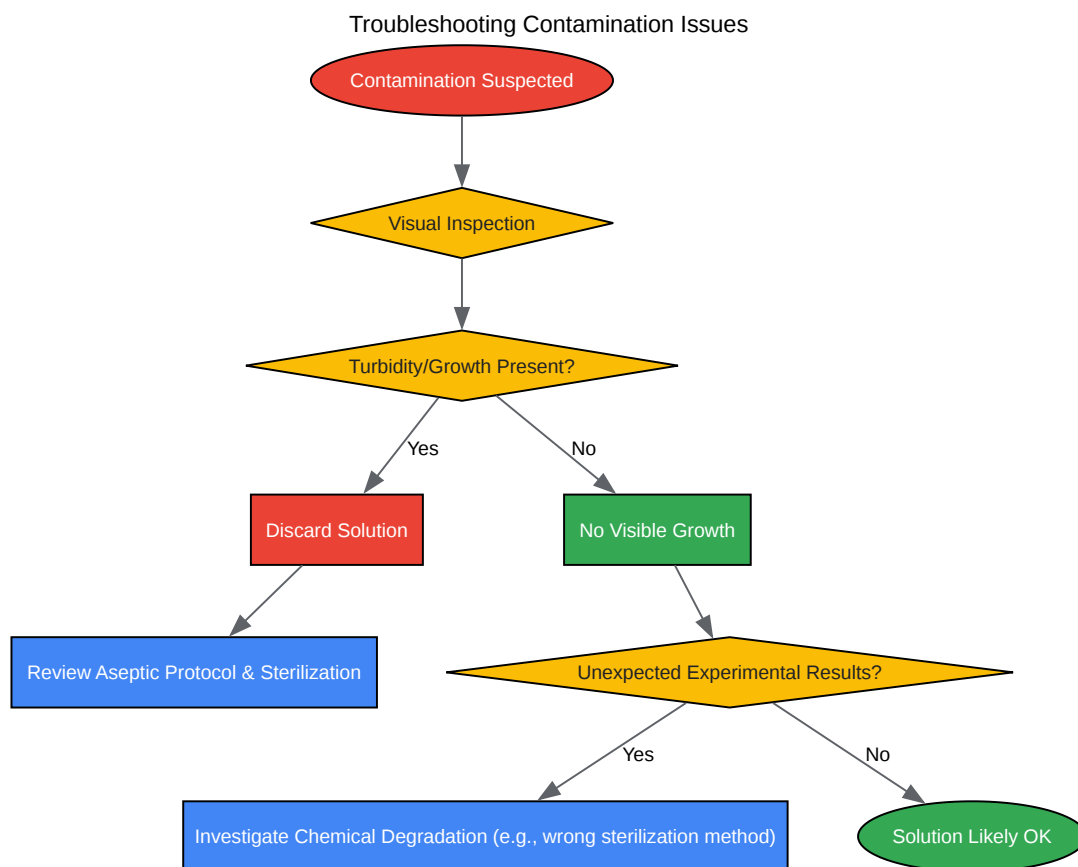 Troubleshooting Contamination Issues
Contamination Suspected
Visual Inspection
Turbidity/Growth Present?
Yes
No
Discard Solution
No Visible Growth
Review Aseptic Protocol & Sterilization
Unexpected Experimental Results?
Yes
No
Investigate Chemical Degradation (e.g., wrong sterilization method)
Solution Likely OK